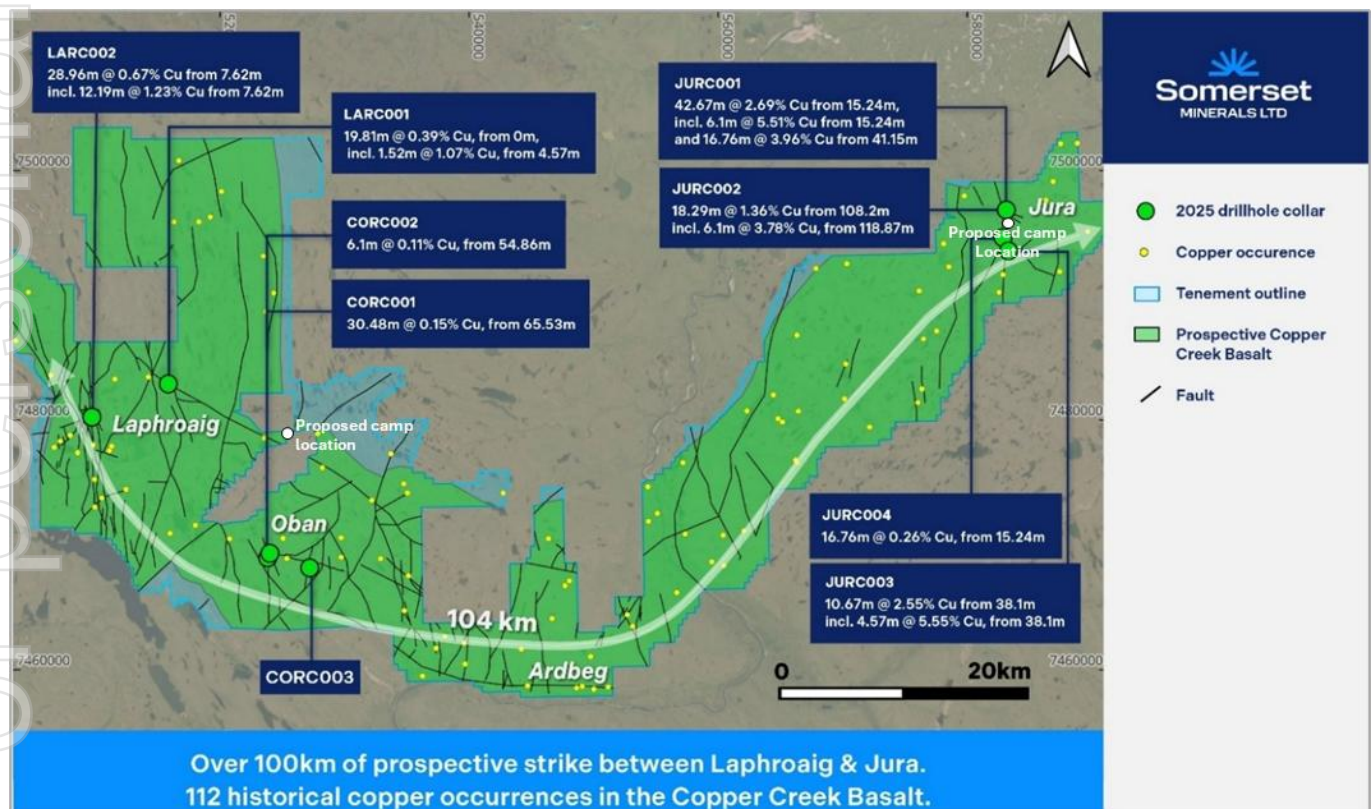 520000
540000
560000
580000
LARC002
28.96m @ 0.67% Cu from 7.62m
incl. 12.19m @ 1.23% Cu from 7.62m
LARC001
19.81m @ 0.39% Cu, from 0m,
incl. 1.52m @ 1.07% Cu, from 4.57m
CORC002
6.1m @ 0.11% Cu, from 54.86m
CORC001
30.48m @ 0.15% Cu, from 65.53m
JURC001
42.67m @ 2.69% Cu from 15.24m,
incl. 6.1m @ 5.51% Cu from 15.24m
and 16.76m @ 3.96% Cu from 41.15m
JURC002
18.29m @ 1.36% Cu from 108.2m
incl. 6.1m @ 3.78% Cu, from 118.87m
7500000
7500000
Jura
Proposed camp
Location
7480000
7480000
Laphroaig
Proposed camp
location
Oban
JURC004
16.76m @ 0.26% Cu, from 15.24m
JURC003
10.67m @ 2.55% Cu from 38.1m
incl. 4.57m @ 5.55% Cu, from 38.1m
104 km
Ardbeg
CORC003
7460000
7460000
0 20km
Somerset
MINERALS LTD
2025 drillhole collar
Copper occurence
Tenement outline
Prospective Copper
Creek Basalt
Fault
Over 100km of prospective strike between Laphroaig & Jura.
112 historical copper occurrences in the Copper Creek Basalt.